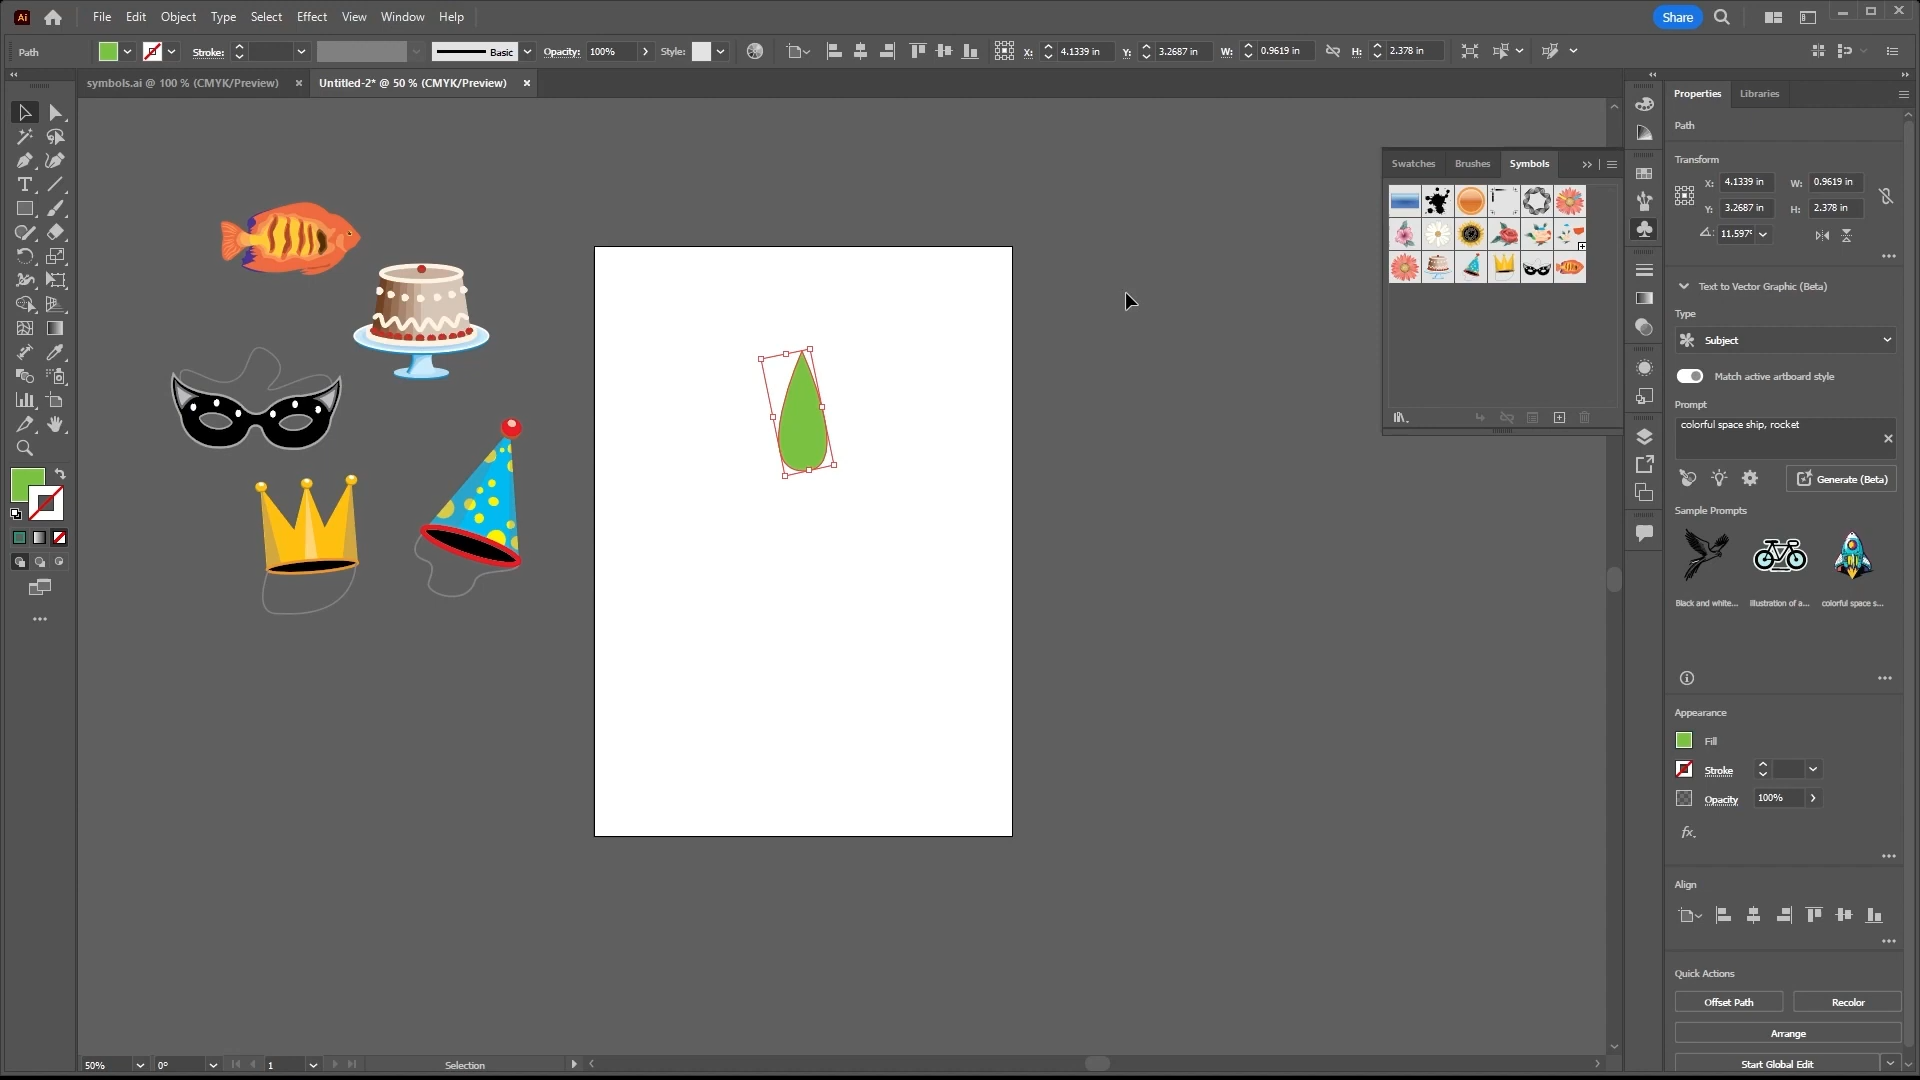 Ai File Edit Object Type Select Effect View Window Help Share
Path Stroke: Basic Opacity: 100% Style: X: 4.1339 in Y: 3.2687 in W: 0.9619 in H: 2.378 in
symbols.ai @ 100 % (CMYK/Preview) × Untitled-2* @ 50 % (CMYK/Preview) ×
Properties Libraries
Path
Transform
X: 4.1339 in W: 0.9619 in
Y: 3.2687 in H: 2.378 in
11.597°
Swatches Brushes Symbols
Text to Vector Graphic (Beta)
Type
Subject
Match active artboard style
Prompt
colorful space ship, rocket
Generate (Beta)
Sample Prompts
Black and white... Illustration of a... colorful space s...
Appearance
Fill
Stroke
Opacity 100%
fx.
Align
Quick Actions
Offset Path Recolor
Arrange
Start Global Edit
50% 0° 1 Selection